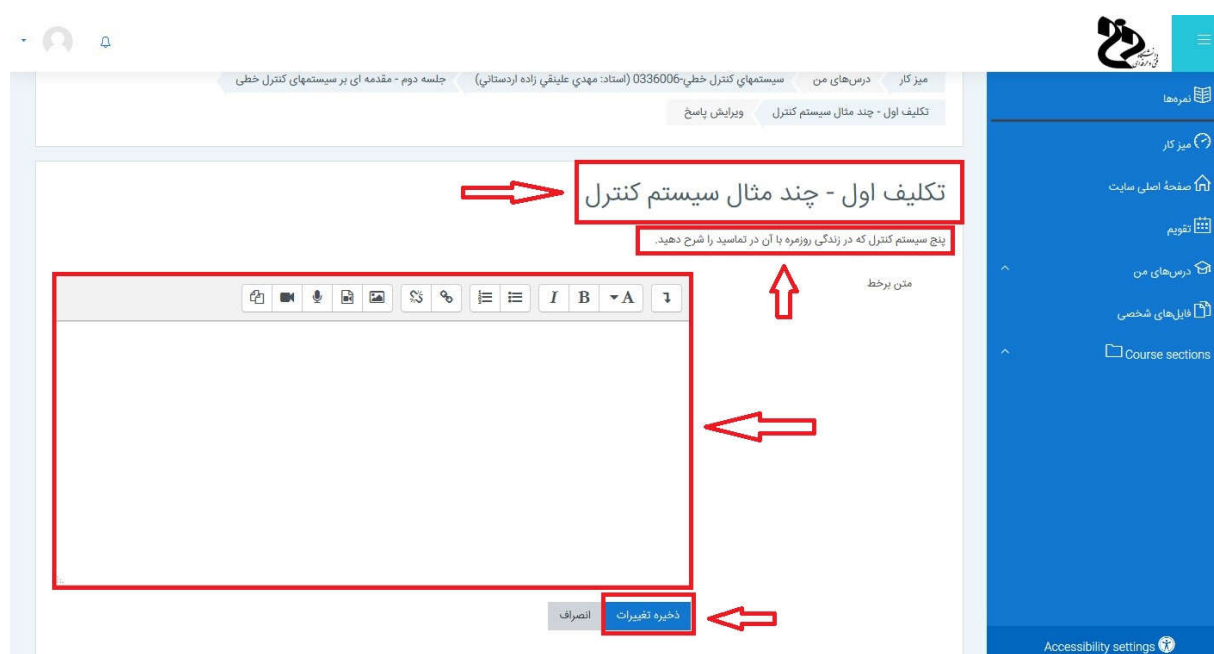 میز کار
درس‌های من
سیستمهای کنترل خطی-0336006 (استاد: مهدي علینقي زاده اردستاني)
جلسه دوم - مقدمه ای بر سیستمهای کنترل خطی
تکلیف اول - چند مثال سیستم کنترل
ویرایش پاسخ
تکلیف اول - چند مثال سیستم کنترل
پنج سیستم کنترل که در زندگی روزمره با آن در تماسید را شرح دهید.
متن برخط
I B A
ذخیره تغییرات
انصراف
نمره‌ها
میز کار
صفحهٔ اصلی سایت
تقویم
درس‌های من
فایل‌های شخصی
Course sections
Accessibility settings